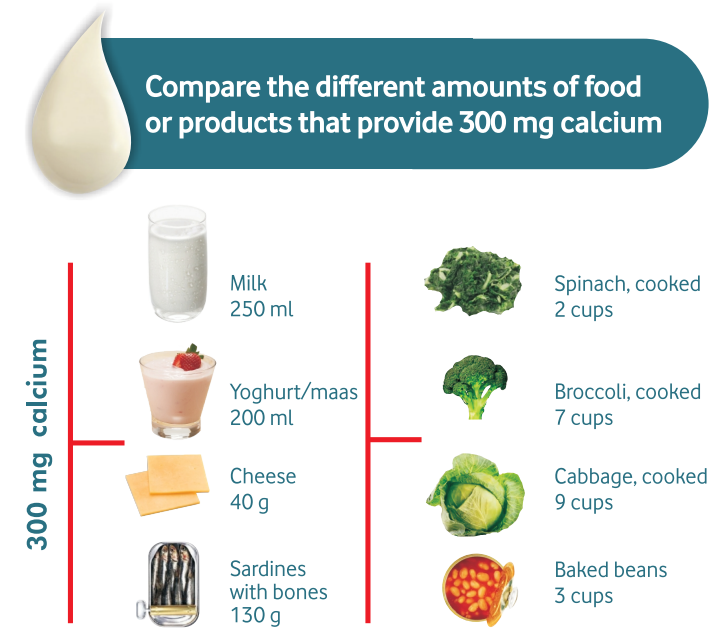 Compare the different amounts of food
or products that provide 300 mg calcium
300 mg calcium
Milk
250 ml
Yoghurt/maas
200 ml
Cheese
40 g
Sardines
with bones
130 g
Spinach, cooked
2 cups
Broccoli, cooked
7 cups
Cabbage, cooked
9 cups
Baked beans
3 cups